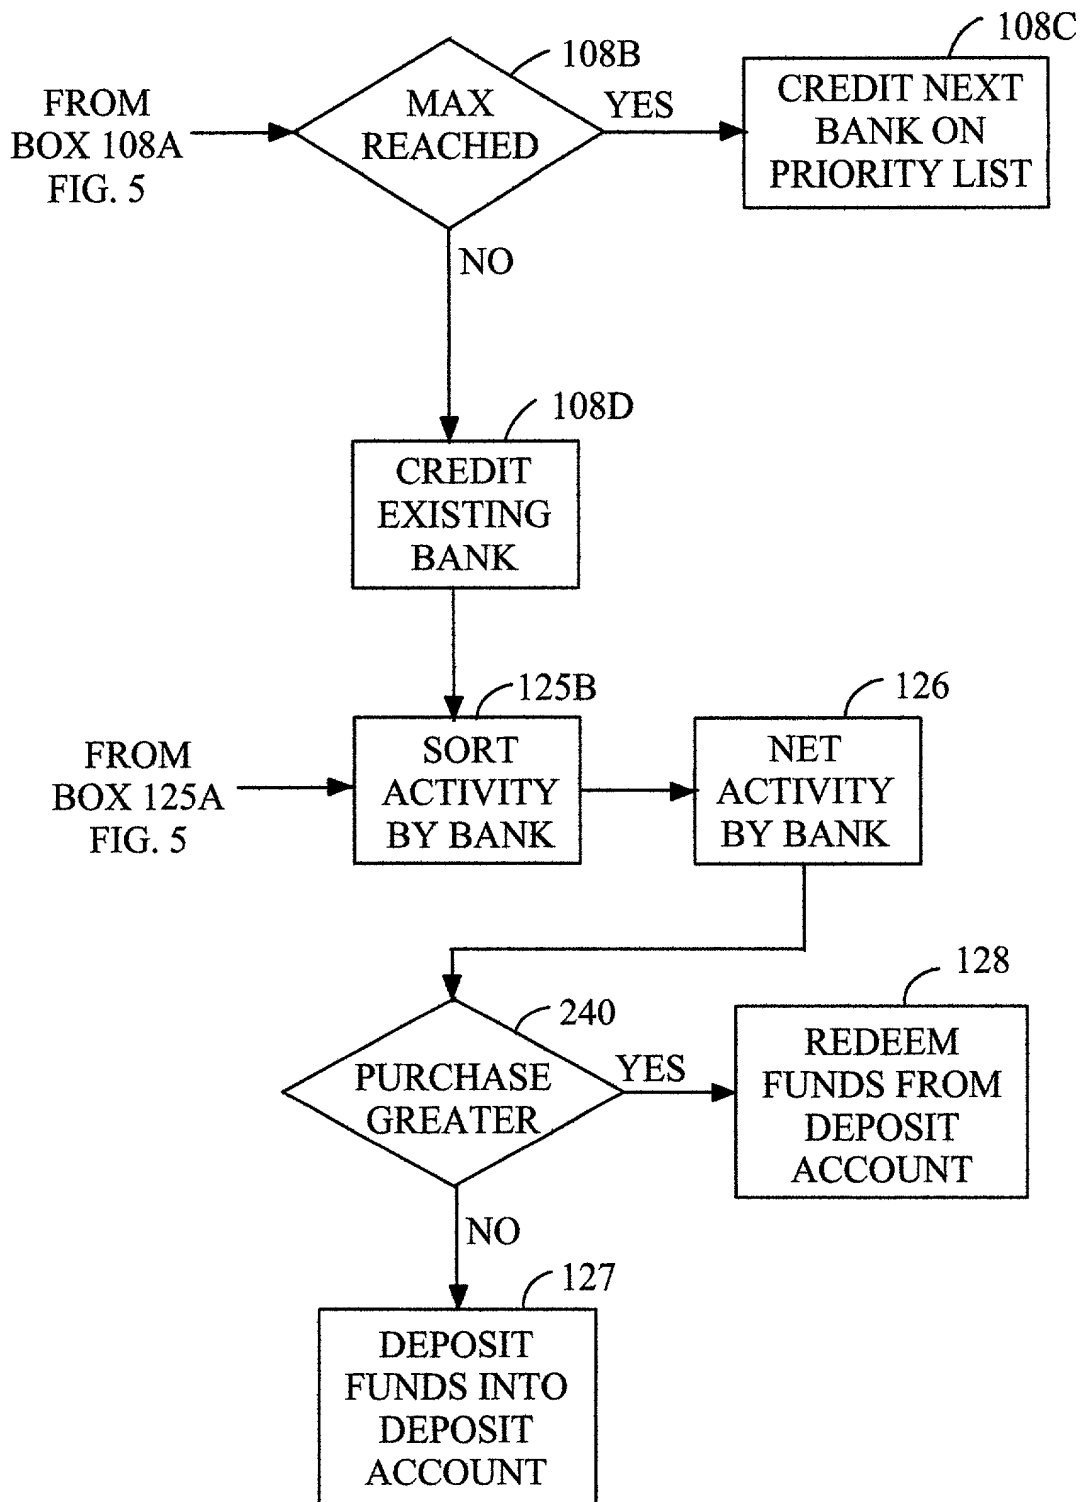 108B
108C
FROM
BOX 108A
FIG. 5
MAX
REACHED
YES
CREDIT NEXT
BANK ON
PRIORITY LIST
NO
108D
CREDIT
EXISTING
BANK
125B
126
FROM
BOX 125A
FIG. 5
SORT
ACTIVITY
BY BANK
NET
ACTIVITY
BY BANK
240
128
PURCHASE
GREATER
YES
REDEEM
FUNDS FROM
DEPOSIT
ACCOUNT
NO
127
DEPOSIT
FUNDS INTO
DEPOSIT
ACCOUNT